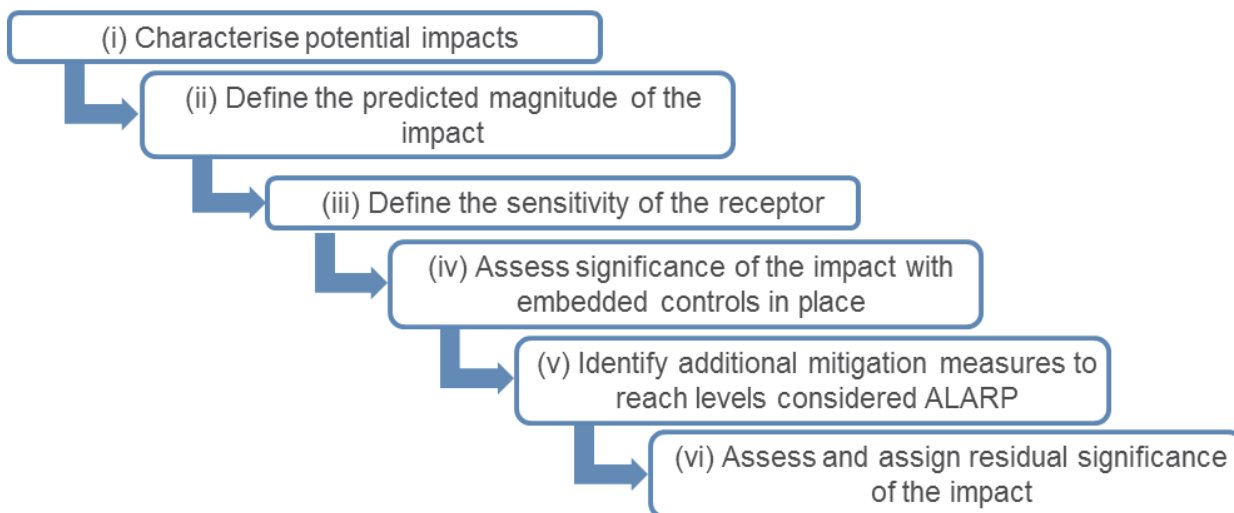 (i) Characterise potential impacts
(ii) Define the predicted magnitude of the
impact
(iii) Define the sensitivity of the receptor
(iv) Assess significance of the impact with
embedded controls in place
(v) Identify additional mitigation measures to
reach levels considered ALARP
(vi) Assess and assign residual significance
of the impact